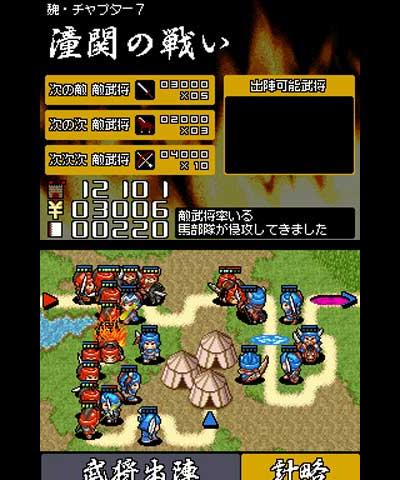 魏・チャプター7
潼関の戦い
次の敵 敵武将 03000
×05
次の次 敵武将 02000
×03
次次次 敵武将 04000
×10
出陣可能武将
12101
¥03006
00220
敵武将率いる
馬部隊が侵攻してきました
武将出陣
計略